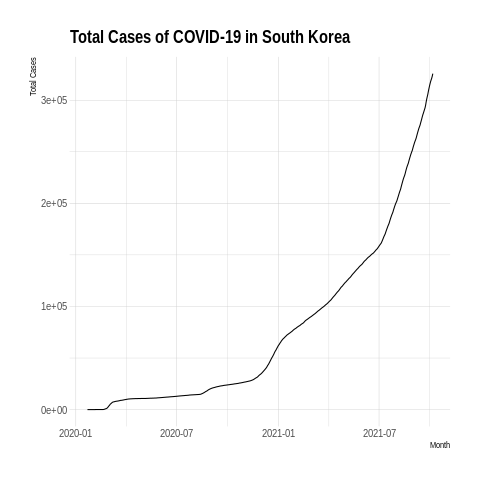 Total Cases of COVID-19 in South Korea
Total Cases
3e+05
2e+05
1e+05
0e+00
2020-01 2020-07 2021-01 2021-07
Month